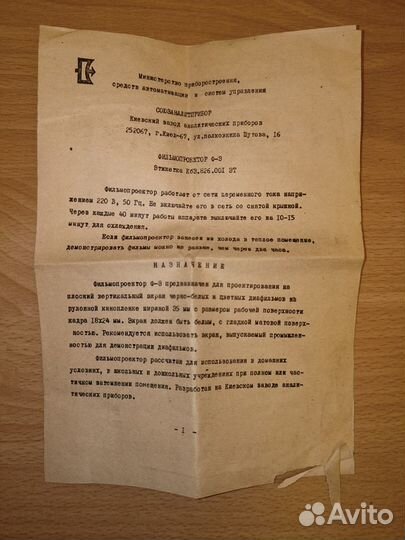 Министерство приборостроения,
средств автоматизации и систем управления
СОЮЗАНАЛИТПРИБОР
Киевский завод аналитических приборов
252067, г.Киев-67, ул.полковника Шутова, 16
ФИЛЬМОПРОЕКТОР Ф-3
Этикетка К63.826.001 ЭТ
Фильмопроектор работает от сети переменного тока напря-
жением 220 В, 50 Гц. Не включайте его в сеть со снятой крышкой.
Через каждые 40 минут работы аппарата выключайте его на 10-15
минут для охлаждения.
Если фильмопроектор занесен из холода в теплое помещение,
демонстрировать фильмы можно не раньше, чем через два часа.
НАЗНАЧЕНИЕ
Фильмопроектор Ф-3 предназначен для проектирования на
плоский вертикальный экран черно-белых и цветных диафильмов на
рулонной кинопленке шириной 35 мм с размером рабочей поверхности
кадра 18х24 мм. Экран должен быть белым, с гладкой матовой поверх-
ностью. Рекомендуется использовать экран, выпускаемый промышлен-
ностью для демонстрации диафильмов.
Фильмопроектор рассчитан для использования в домашних
условиях, в школьных и дошкольных учреждениях при полном или час-
тичном затемнении помещения. Разработан на Киевском заводе анали-
тических приборов.
- I -
Avito